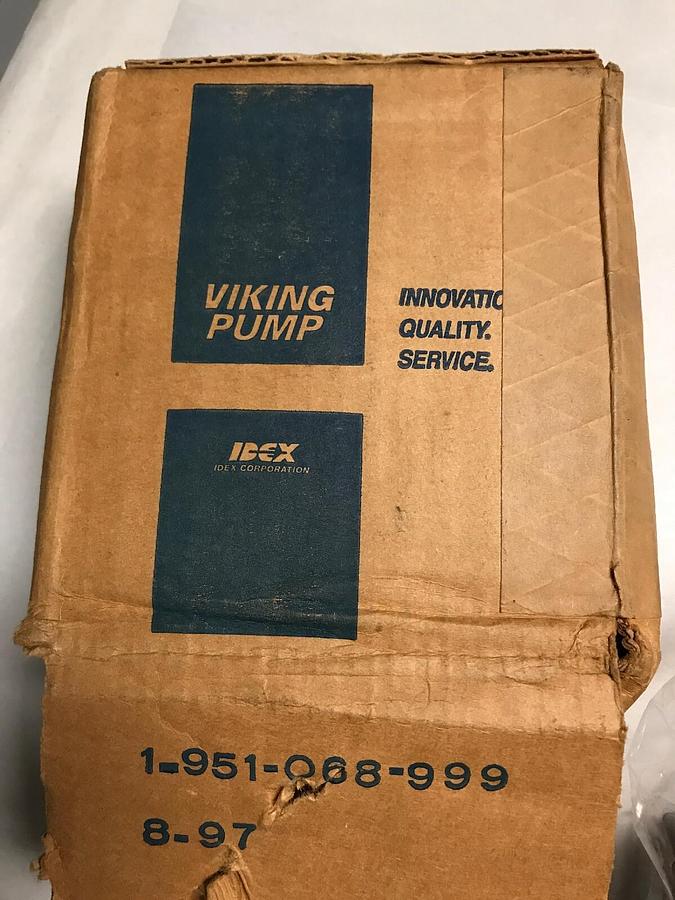 VIKING
PUMP
INNOVATIO
QUALITY.
SERVICE.
IDEX
IDEX CORPORATION
1-951-068-999
8-97